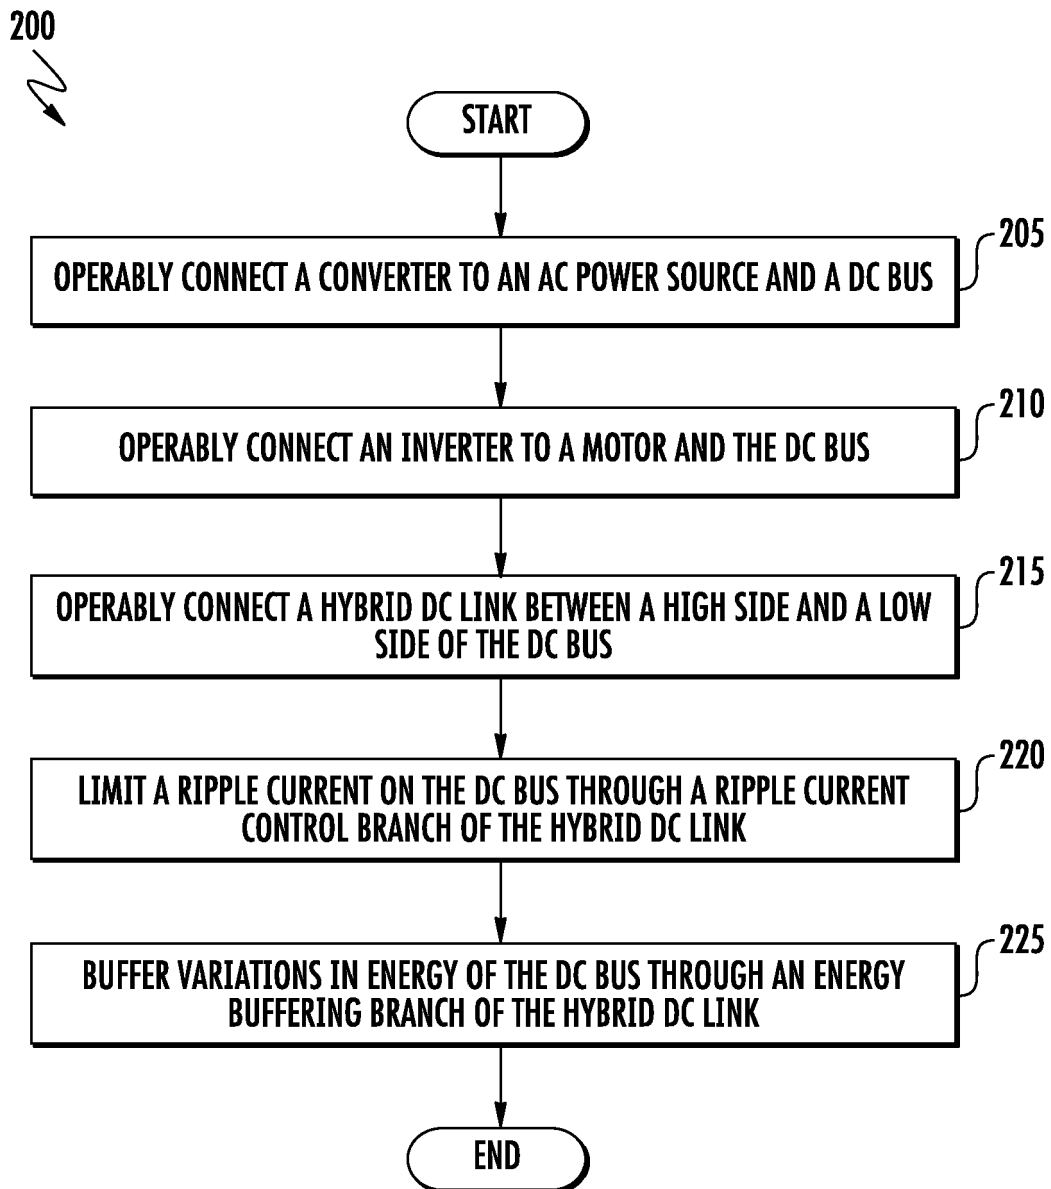 200
START
205
OPERABLY CONNECT A CONVERTER TO AN AC POWER SOURCE AND A DC BUS
210
OPERABLY CONNECT AN INVERTER TO A MOTOR AND THE DC BUS
215
OPERABLY CONNECT A HYBRID DC LINK BETWEEN A HIGH SIDE AND A LOW
SIDE OF THE DC BUS
220
LIMIT A RIPPLE CURRENT ON THE DC BUS THROUGH A RIPPLE CURRENT
CONTROL BRANCH OF THE HYBRID DC LINK
225
BUFFER VARIATIONS IN ENERGY OF THE DC BUS THROUGH AN ENERGY
BUFFERING BRANCH OF THE HYBRID DC LINK
END